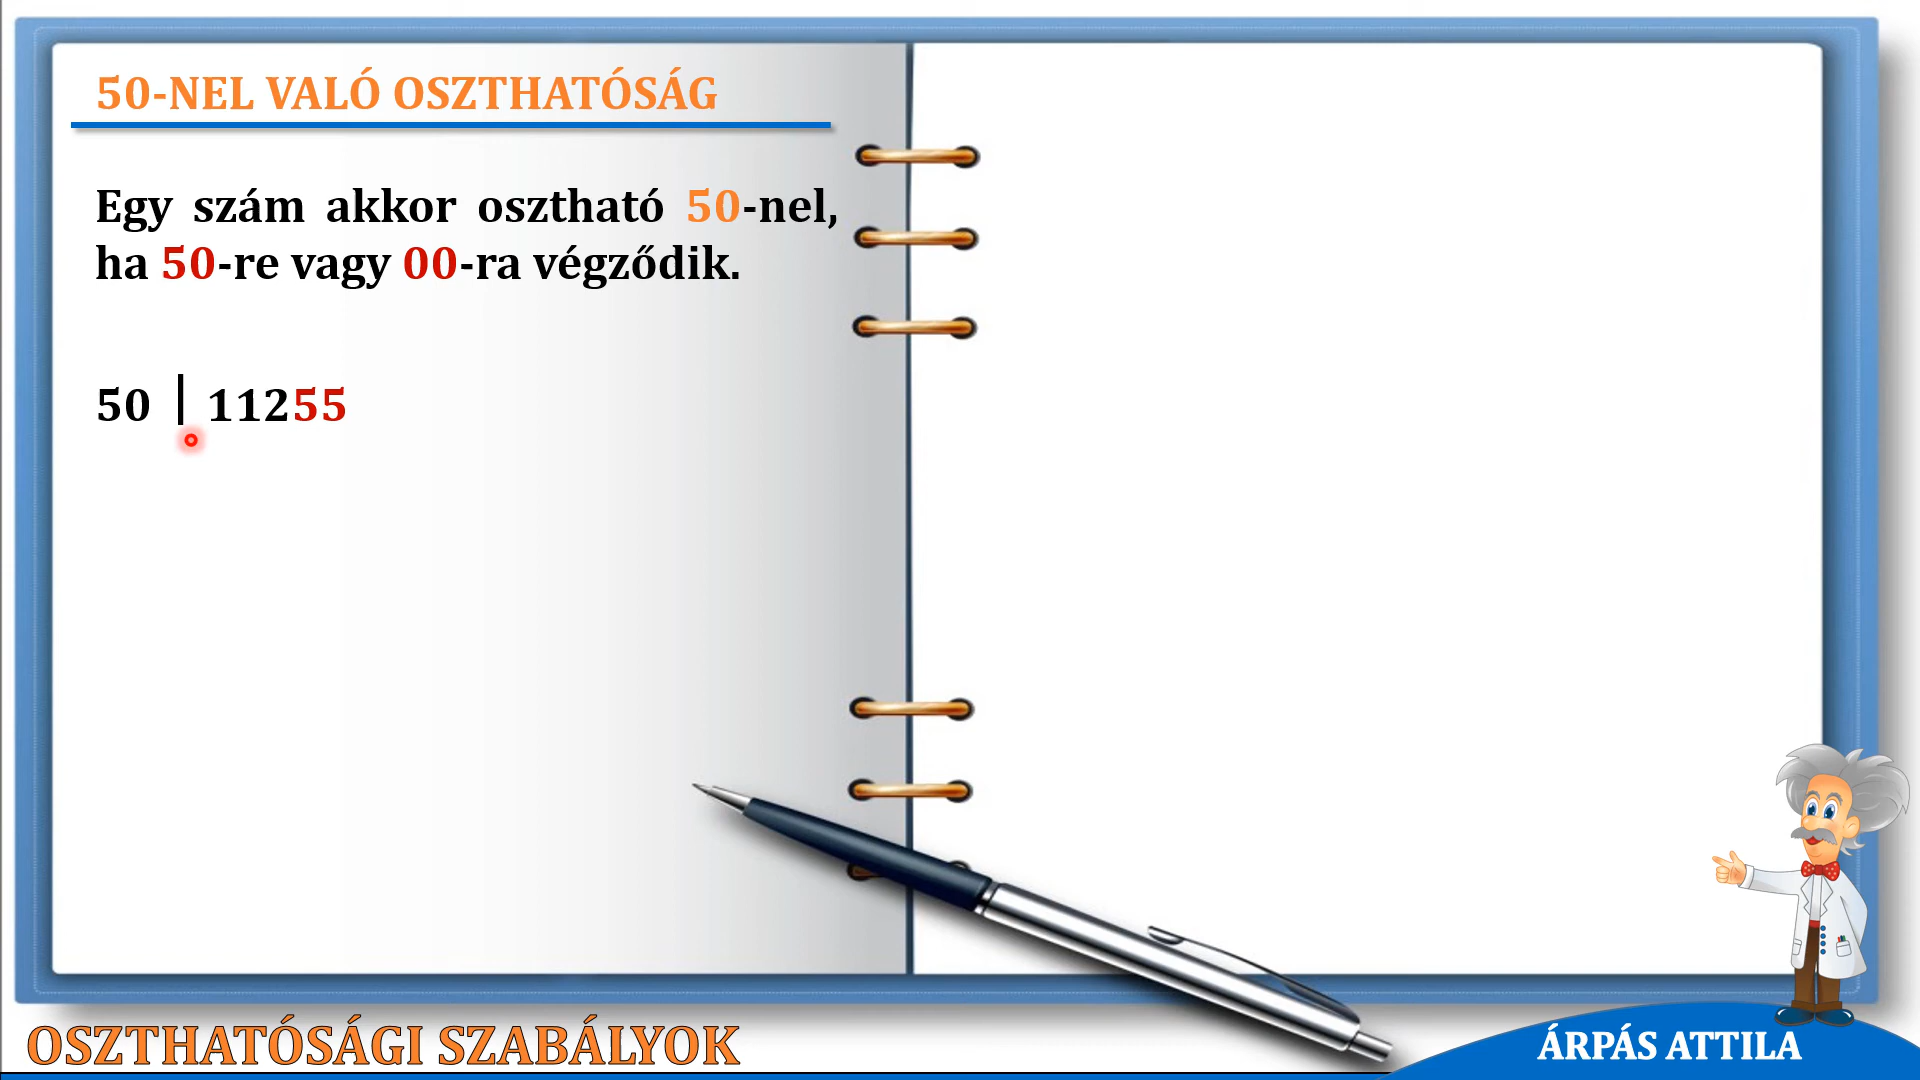 50-NEL VALÓ OSZTHATÓSÁG
Egy szám akkor osztható 50-nel,
ha 50-re vagy 00-ra végződik.
50 | 11255
OSZTHATÓSÁGI SZABÁLYOK
ÁRPÁS ATTILA